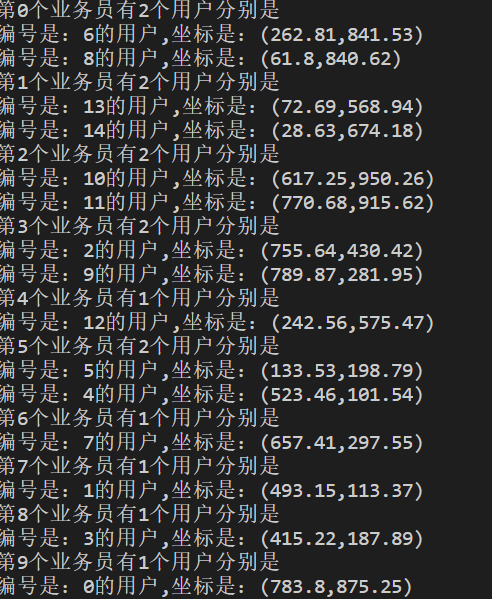 第0个业务员有2个用户分别是
编号是: 6的用户,坐标是: (262.81,841.53)
编号是: 8的用户,坐标是: (61.8,840.62)
第1个业务员有2个用户分别是
编号是: 13的用户,坐标是: (72.69,568.94)
编号是: 14的用户,坐标是: (28.63,674.18)
第2个业务员有2个用户分别是
编号是: 10的用户,坐标是: (617.25,950.26)
编号是: 11的用户,坐标是: (770.68,915.62)
第3个业务员有2个用户分别是
编号是: 2的用户,坐标是: (755.64,430.42)
编号是: 9的用户,坐标是: (789.87,281.95)
第4个业务员有1个用户分别是
编号是: 12的用户,坐标是: (242.56,575.47)
第5个业务员有2个用户分别是
编号是: 5的用户,坐标是: (133.53,198.79)
编号是: 4的用户,坐标是: (523.46,101.54)
第6个业务员有1个用户分别是
编号是: 7的用户,坐标是: (657.41,297.55)
第7个业务员有1个用户分别是
编号是: 1的用户,坐标是: (493.15,113.37)
第8个业务员有1个用户分别是
编号是: 3的用户,坐标是: (415.22,187.89)
第9个业务员有1个用户分别是
编号是: 0的用户,坐标是: (783.8,875.25)